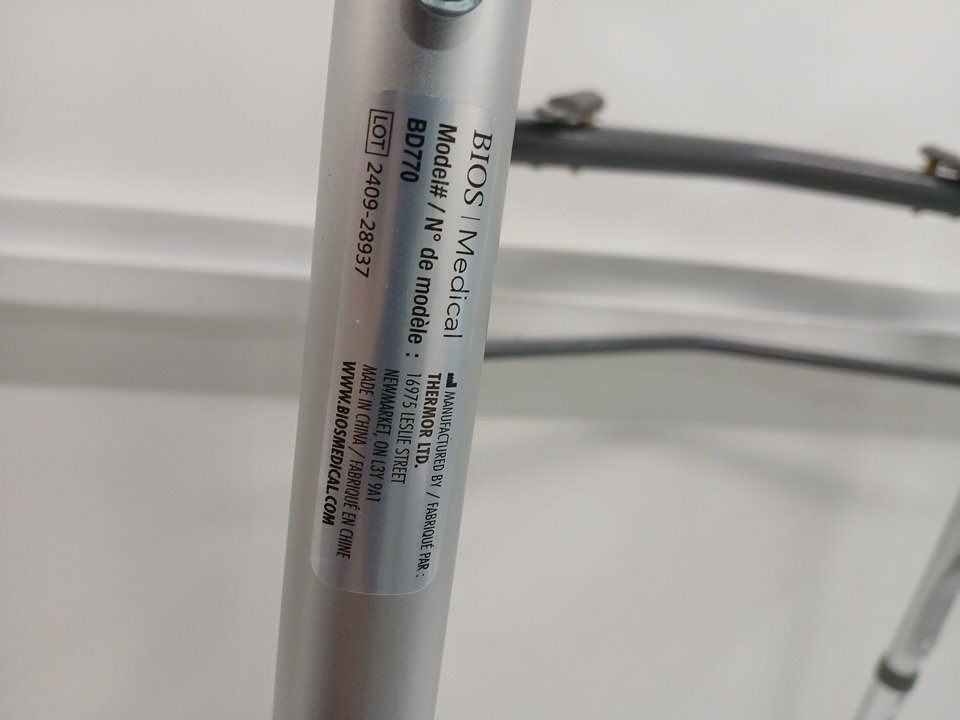 BIOS | Medical
Model# / N° de modèle :
BD770
LOT 2409-28937
MANUFACTURED BY / FABRIQUÉ PAR :
THERMOR LTD.
16975 LESLIE STREET
NEWMARKET, ON L3Y 9A1
MADE IN CHINA / FABRIQUÉ EN CHINE
WWW.BIOSMEDICAL.COM